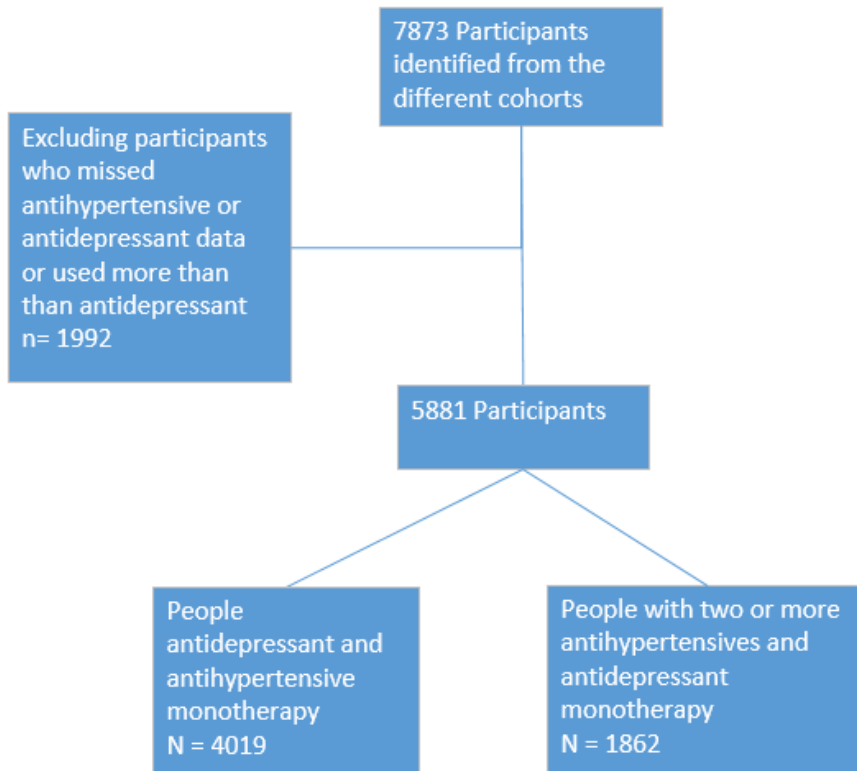 7873 Participants
identified from the
different cohorts
Excluding participants
who missed
antihypertensive or
antidepressant data
or used more than
than antidepressant
n= 1992
5881 Participants
People
antidepressant and
antihypertensive
monotherapy
N = 4019
People with two or more
antihypertensives and
antidepressant
monotherapy
N = 1862